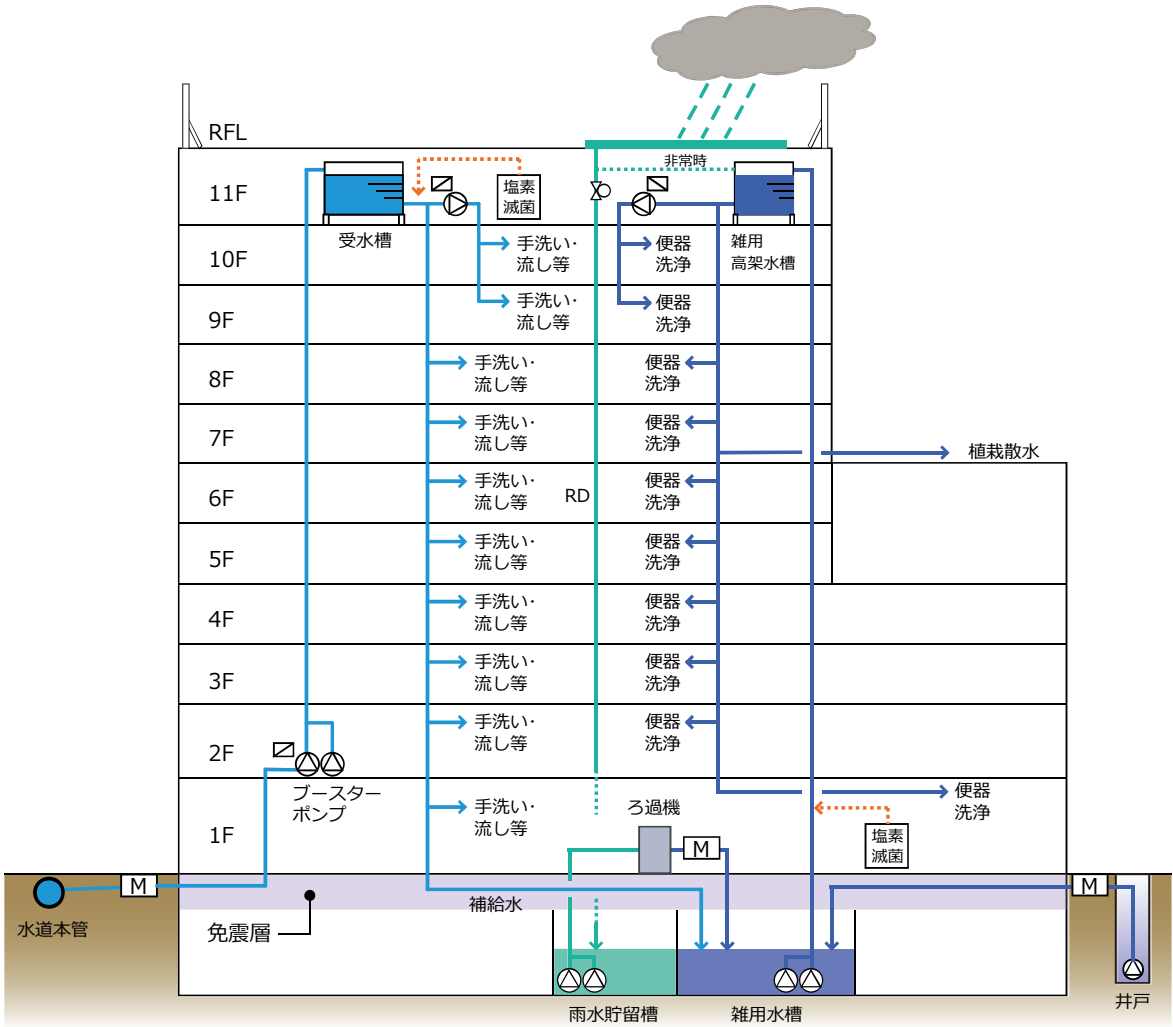 RFL
非常時
11F
塩素
滅菌
受水槽
雑用
高架水槽
10F
手洗い・
流し等
便器
洗浄
9F
手洗い・
流し等
便器
洗浄
8F
手洗い・
流し等
便器
洗浄
7F
手洗い・
流し等
便器
洗浄
植栽散水
6F
手洗い・
流し等
RD
便器
洗浄
5F
手洗い・
流し等
便器
洗浄
4F
手洗い・
流し等
便器
洗浄
3F
手洗い・
流し等
便器
洗浄
2F
手洗い・
流し等
便器
洗浄
ブースター
ポンプ
1F
手洗い・
流し等
ろ過機
M
便器
洗浄
塩素
滅菌
M
M
水道本管
補給水
免震層
雨水貯留槽
雑用水槽
井戸